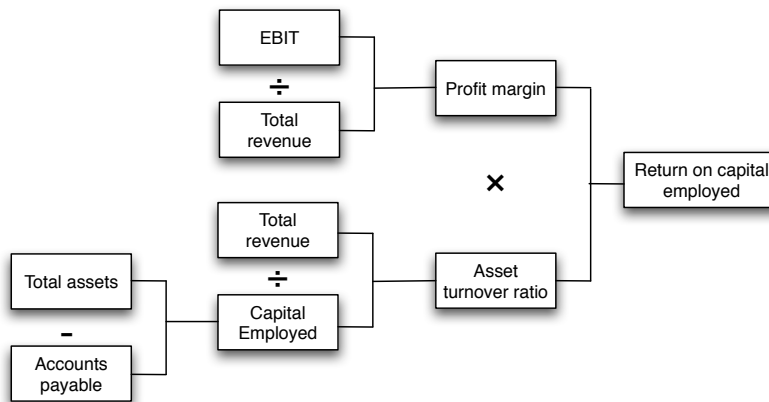 EBIT
÷
Total
revenue
Profit margin
×
Return on capital
employed
Total
revenue
÷
Capital
Employed
Asset
turnover ratio
Total assets
-
Accounts
payable